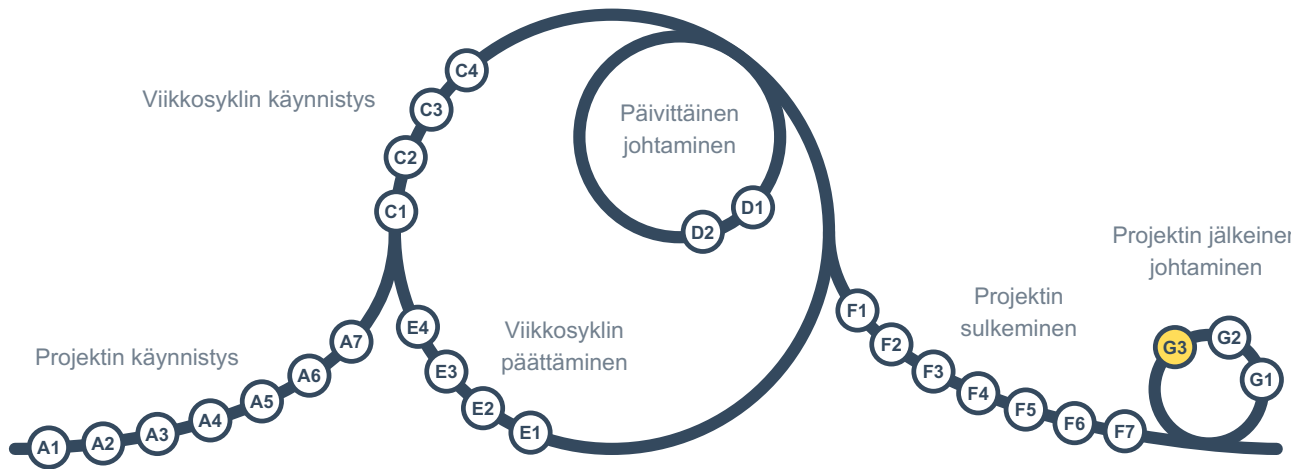 Viikkosyklin käynnistys
C4
C3
C2
C1
Päivittäinen
johtaminen
D1
D2
Projektin käynnistys
A1
A2
A3
A4
A5
A6
A7
Viikkosyklin
päättäminen
E4
E3
E2
E1
Projektin
sulkeminen
F1
F2
F3
F4
F5
F6
F7
Projektin jälkeinen
johtaminen
G3
G2
G1